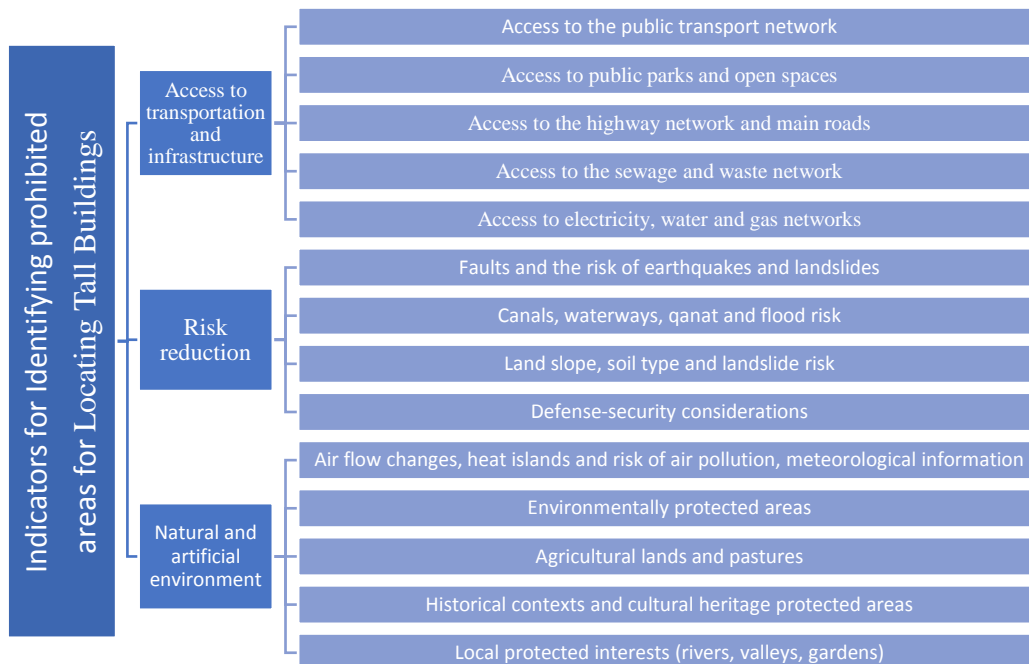 Indicators for Identifying prohibited
areas for Locating Tall Buildings
Access to
transportation
and
infrastructure
Access to the public transport network
Access to public parks and open spaces
Access to the highway network and main roads
Access to the sewage and waste network
Access to electricity, water and gas networks
Risk
reduction
Faults and the risk of earthquakes and landslides
Canals, waterways, qanat and flood risk
Land slope, soil type and landslide risk
Defense-security considerations
Natural and
artificial
environment
Air flow changes, heat islands and risk of air pollution, meteorological information
Environmentally protected areas
Agricultural lands and pastures
Historical contexts and cultural heritage protected areas
Local protected interests (rivers, valleys, gardens)